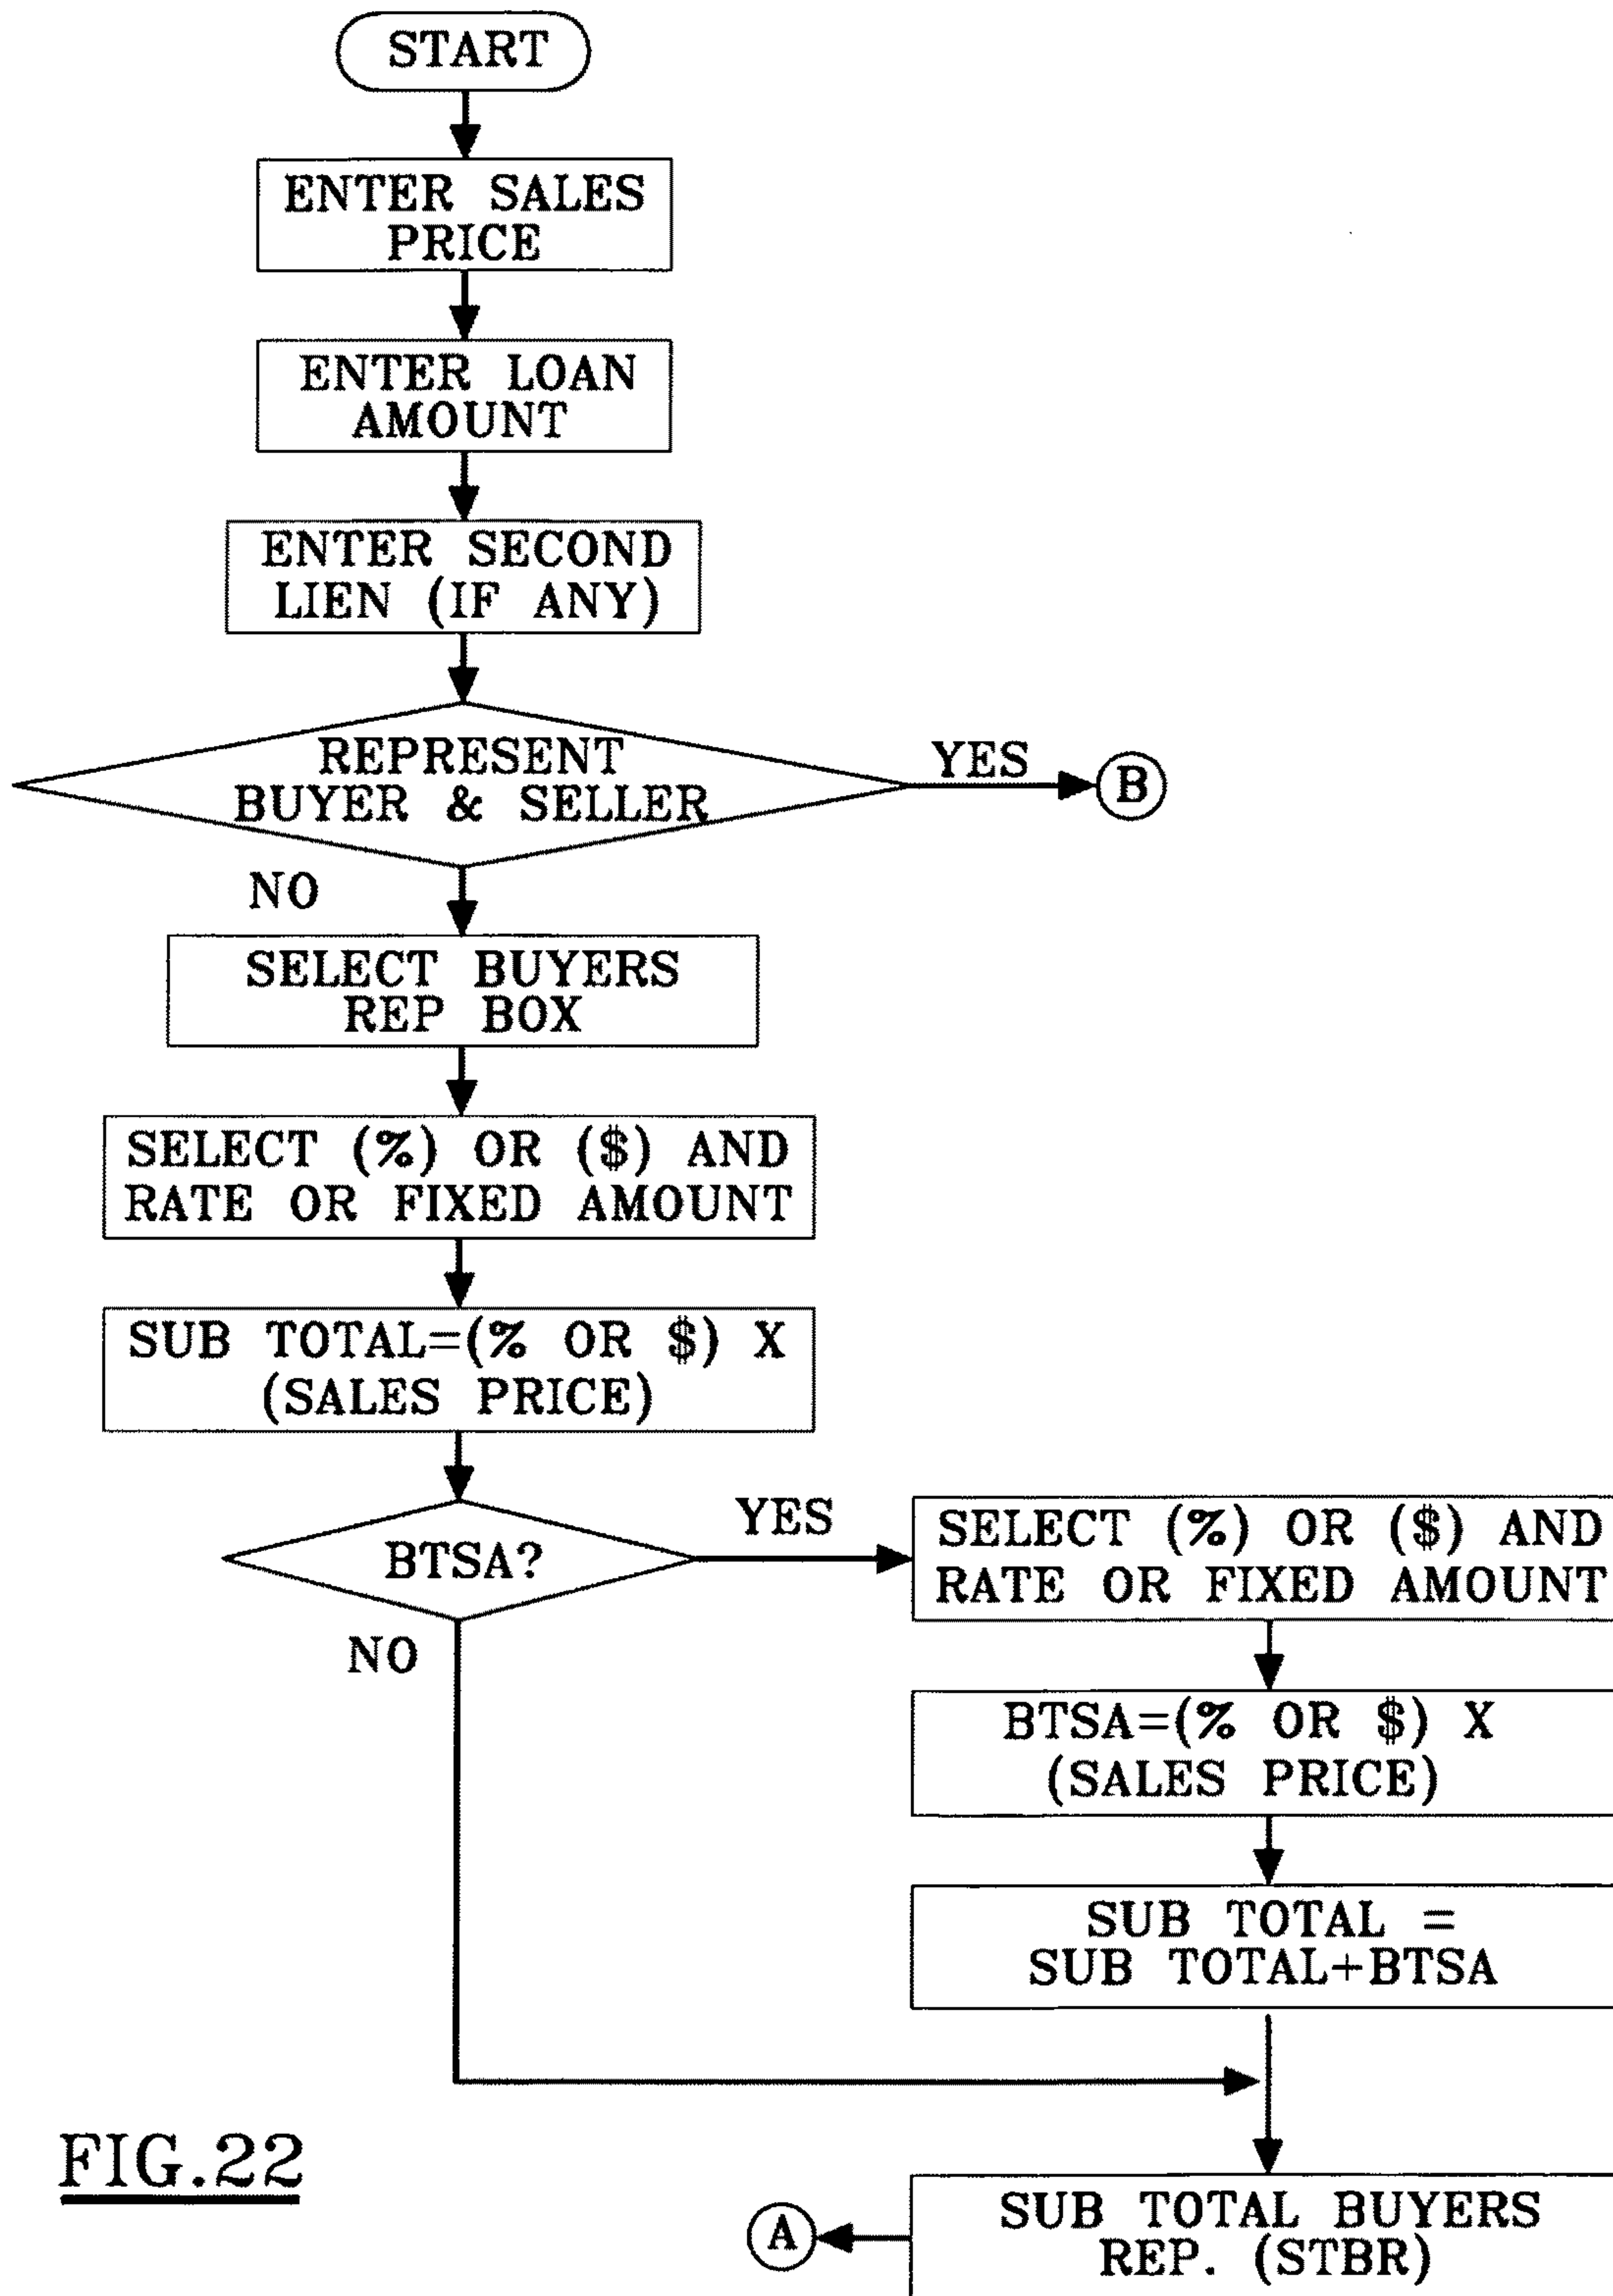 START
ENTER SALES
PRICE
ENTER LOAN
AMOUNT
ENTER SECOND
LIEN (IF ANY)
REPRESENT
BUYER & SELLER
YES
B
NO
SELECT BUYERS
REP BOX
SELECT (%) OR ($) AND
RATE OR FIXED AMOUNT
SUB TOTAL=(% OR $) X
(SALES PRICE)
BTSA?
YES
NO
SELECT (%) OR ($) AND
RATE OR FIXED AMOUNT
BTSA=(% OR $) X
(SALES PRICE)
SUB TOTAL =
SUB TOTAL+BTSA
SUB TOTAL BUYERS
REP. (STBR)
A
FIG.22